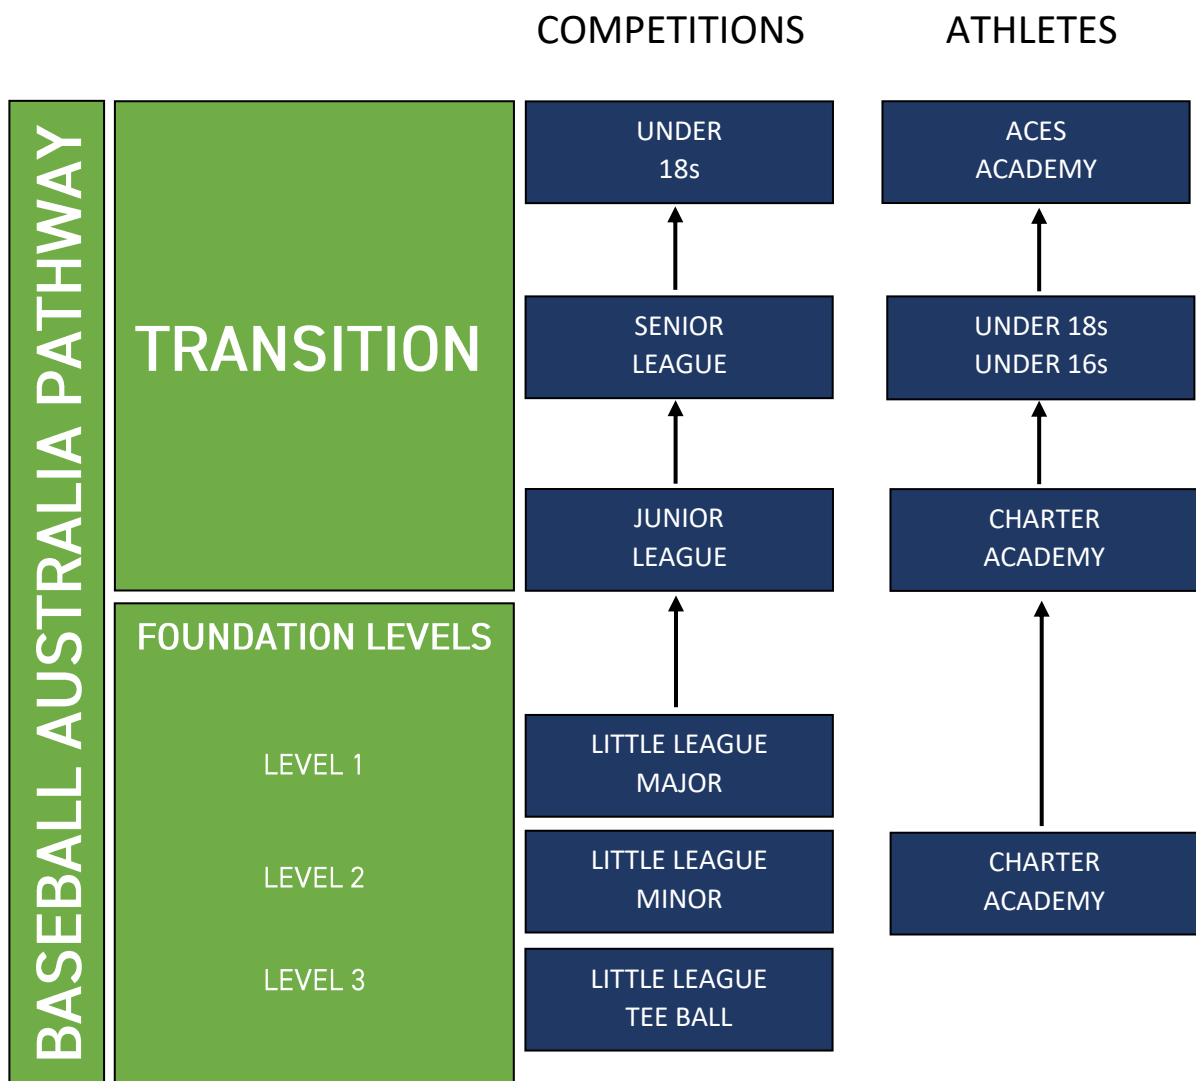 COMPETITIONS
ATHLETES
BASEBALL AUSTRALIA PATHWAY
TRANSITION
UNDER
18s
ACES
ACADEMY
SENIOR
LEAGUE
UNDER 18s
UNDER 16s
JUNIOR
LEAGUE
CHARTER
ACADEMY
FOUNDATION LEVELS
LEVEL 1
LITTLE LEAGUE
MAJOR
LEVEL 2
LITTLE LEAGUE
MINOR
CHARTER
ACADEMY
LEVEL 3
LITTLE LEAGUE
TEE BALL